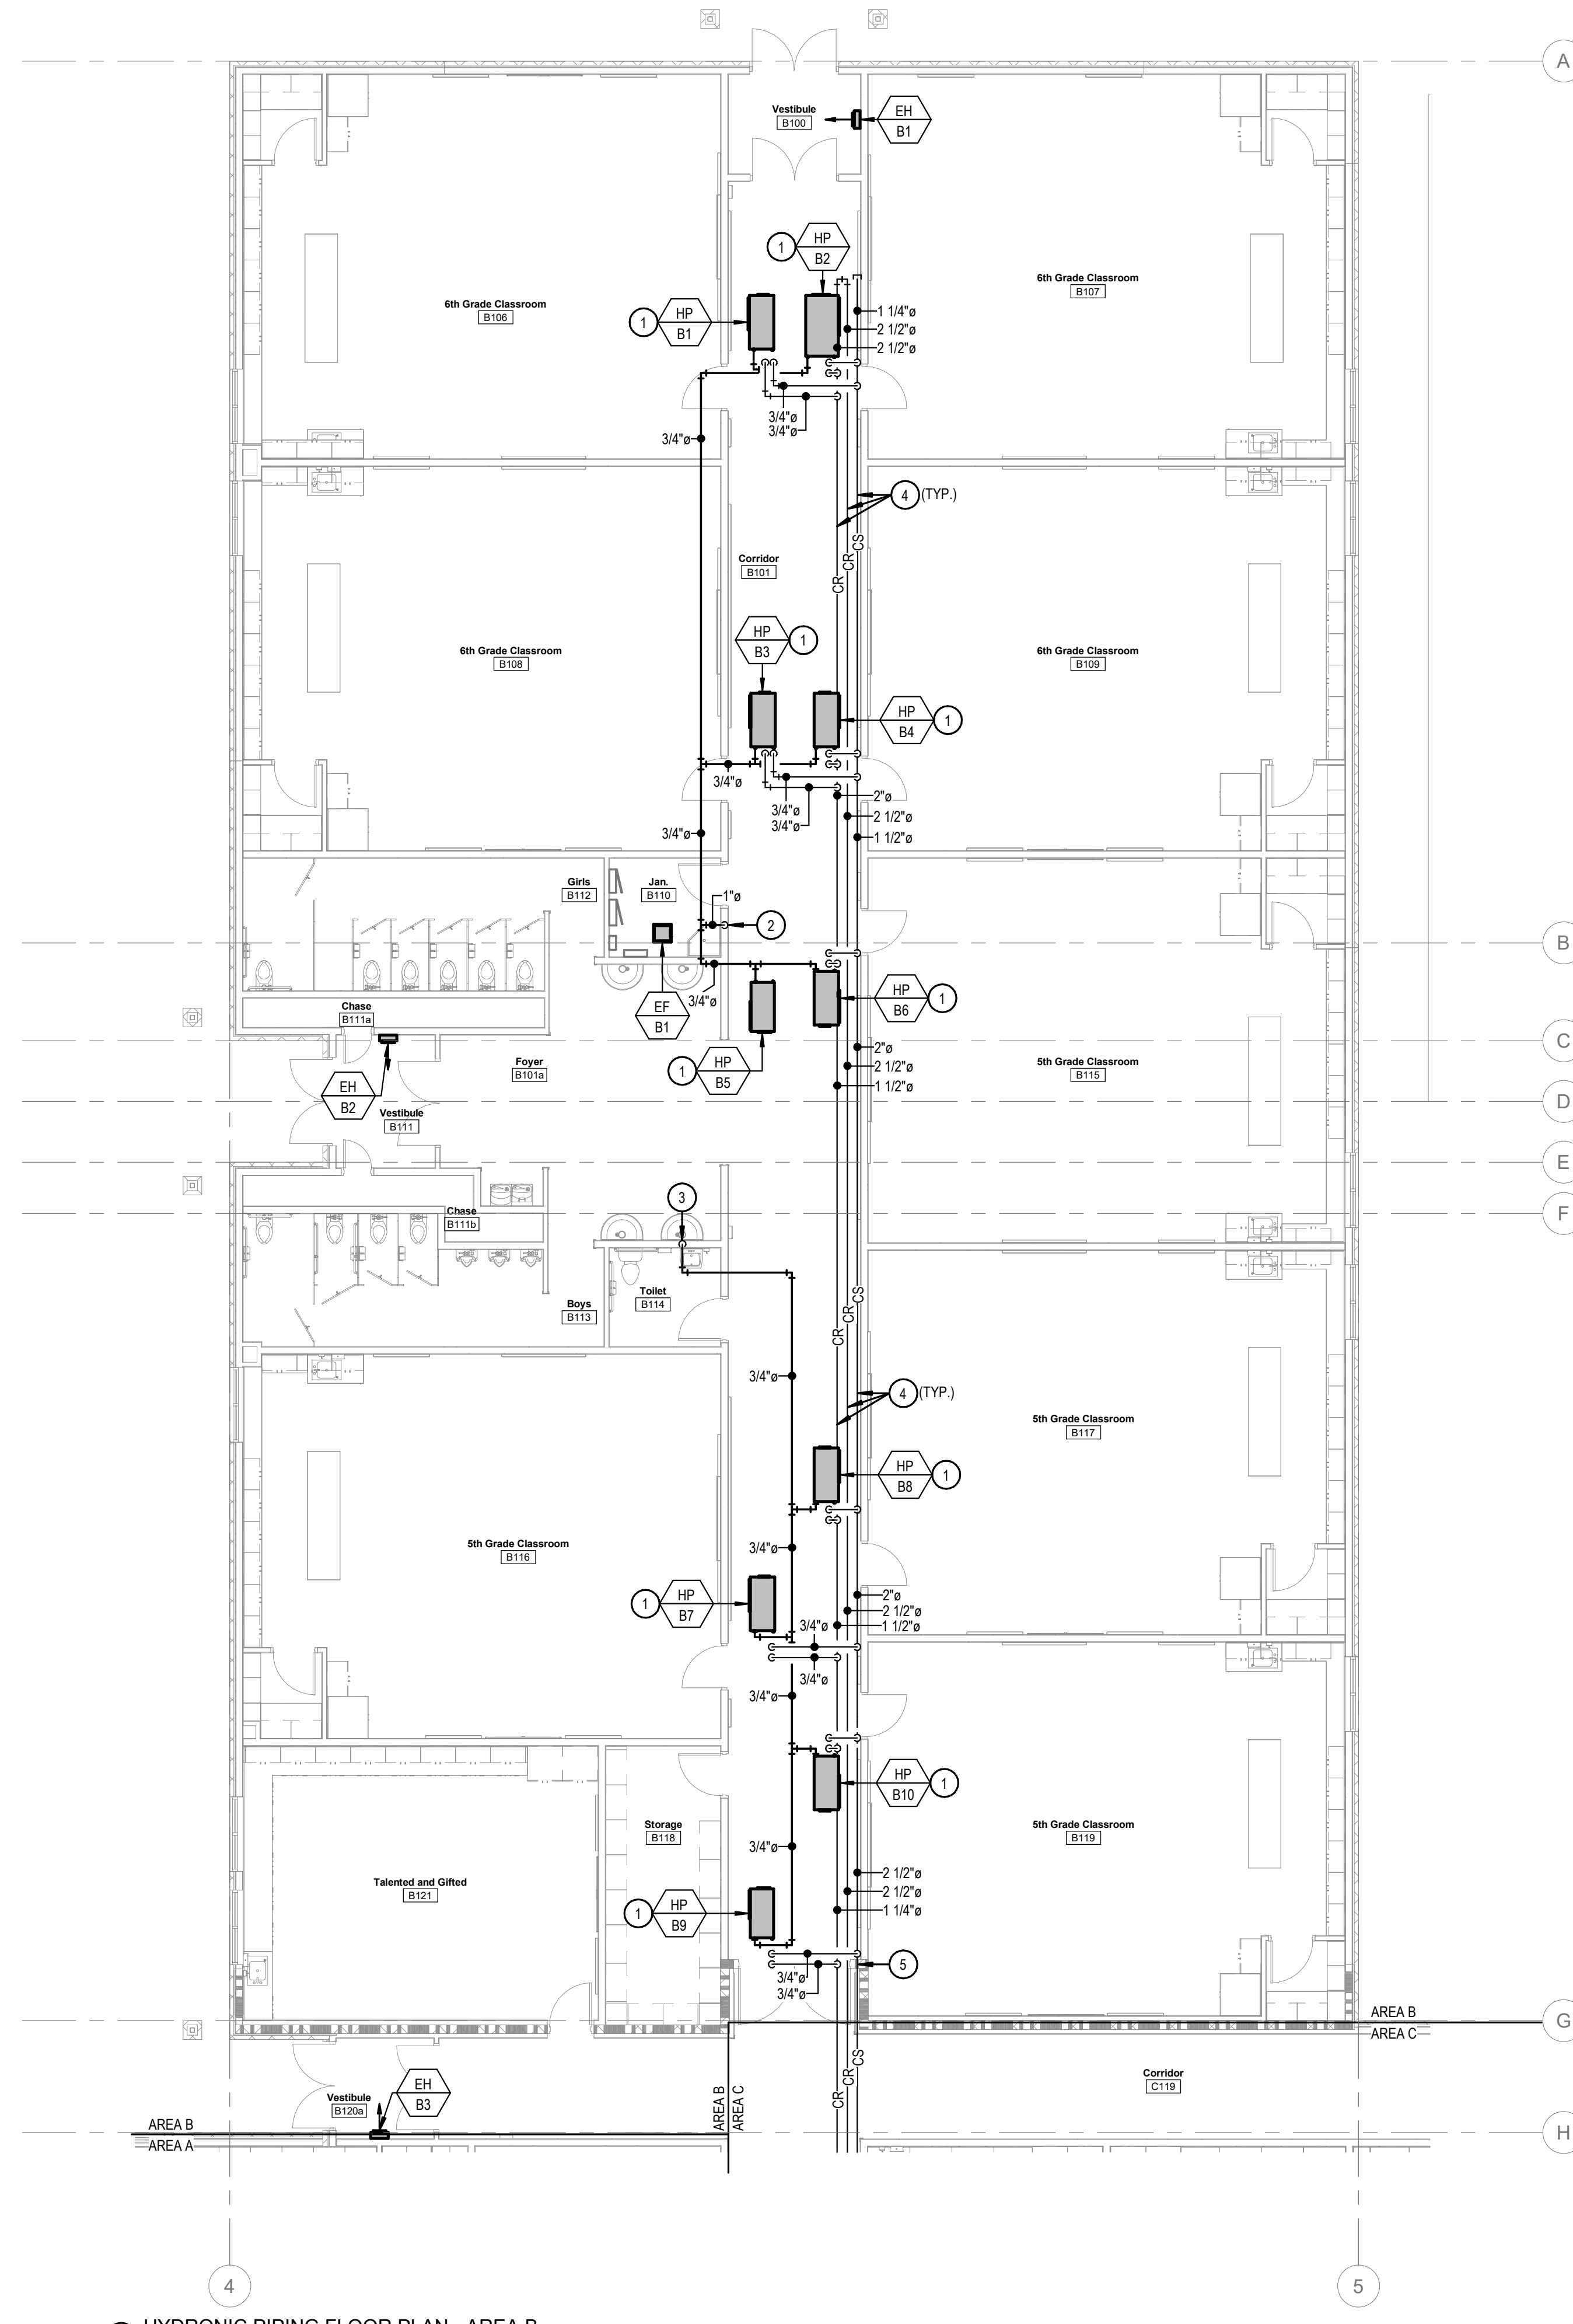 A
Vestibule
B100
EH
B1
1
HP
B2
6th Grade Classroom
B107
6th Grade Classroom
B106
1
HP
B1
1 1/4"ø
2 1/2"ø
2 1/2"ø
3/4"ø
3/4"ø
3/4"ø
4
(TYP.)
CS
CR
CR
Corridor
B101
6th Grade Classroom
B108
6th Grade Classroom
B109
HP
B3
1
HP
B4
1
3/4"ø
3/4"ø
3/4"ø
2"ø
2 1/2"ø
1 1/2"ø
3/4"ø
Girls
B112
Jan.
B110
1"ø
2
B
3/4"ø
EF
B1
HP
B6
1
Chase
B111a
C
Foyer
B101a
1
HP
B5
2"ø
2 1/2"ø
1 1/2"ø
5th Grade Classroom
B115
EH
B2
Vestibule
B111
D
E
3
Chase
B111b
F
Toilet
B114
Boys
B113
CS
CR
CR
3/4"ø
4
(TYP.)
5th Grade Classroom
B117
HP
B8
1
5th Grade Classroom
B116
3/4"ø
1
HP
B7
2"ø
2 1/2"ø
1 1/2"ø
3/4"ø
3/4"ø
3/4"ø
HP
B10
1
Storage
B118
5th Grade Classroom
B119
3/4"ø
Talented and Gifted
B121
2 1/2"ø
2 1/2"ø
1 1/4"ø
1
HP
B9
5
3/4"ø
3/4"ø
AREA B
AREA C
G
CS
CR
CR
Corridor
C119
EH
B3
Vestibule
B120a
AREA B
AREA C
AREA B
AREA A
H
4
5
HYDRONIC PIPING FLOOR PLAN - AREA B